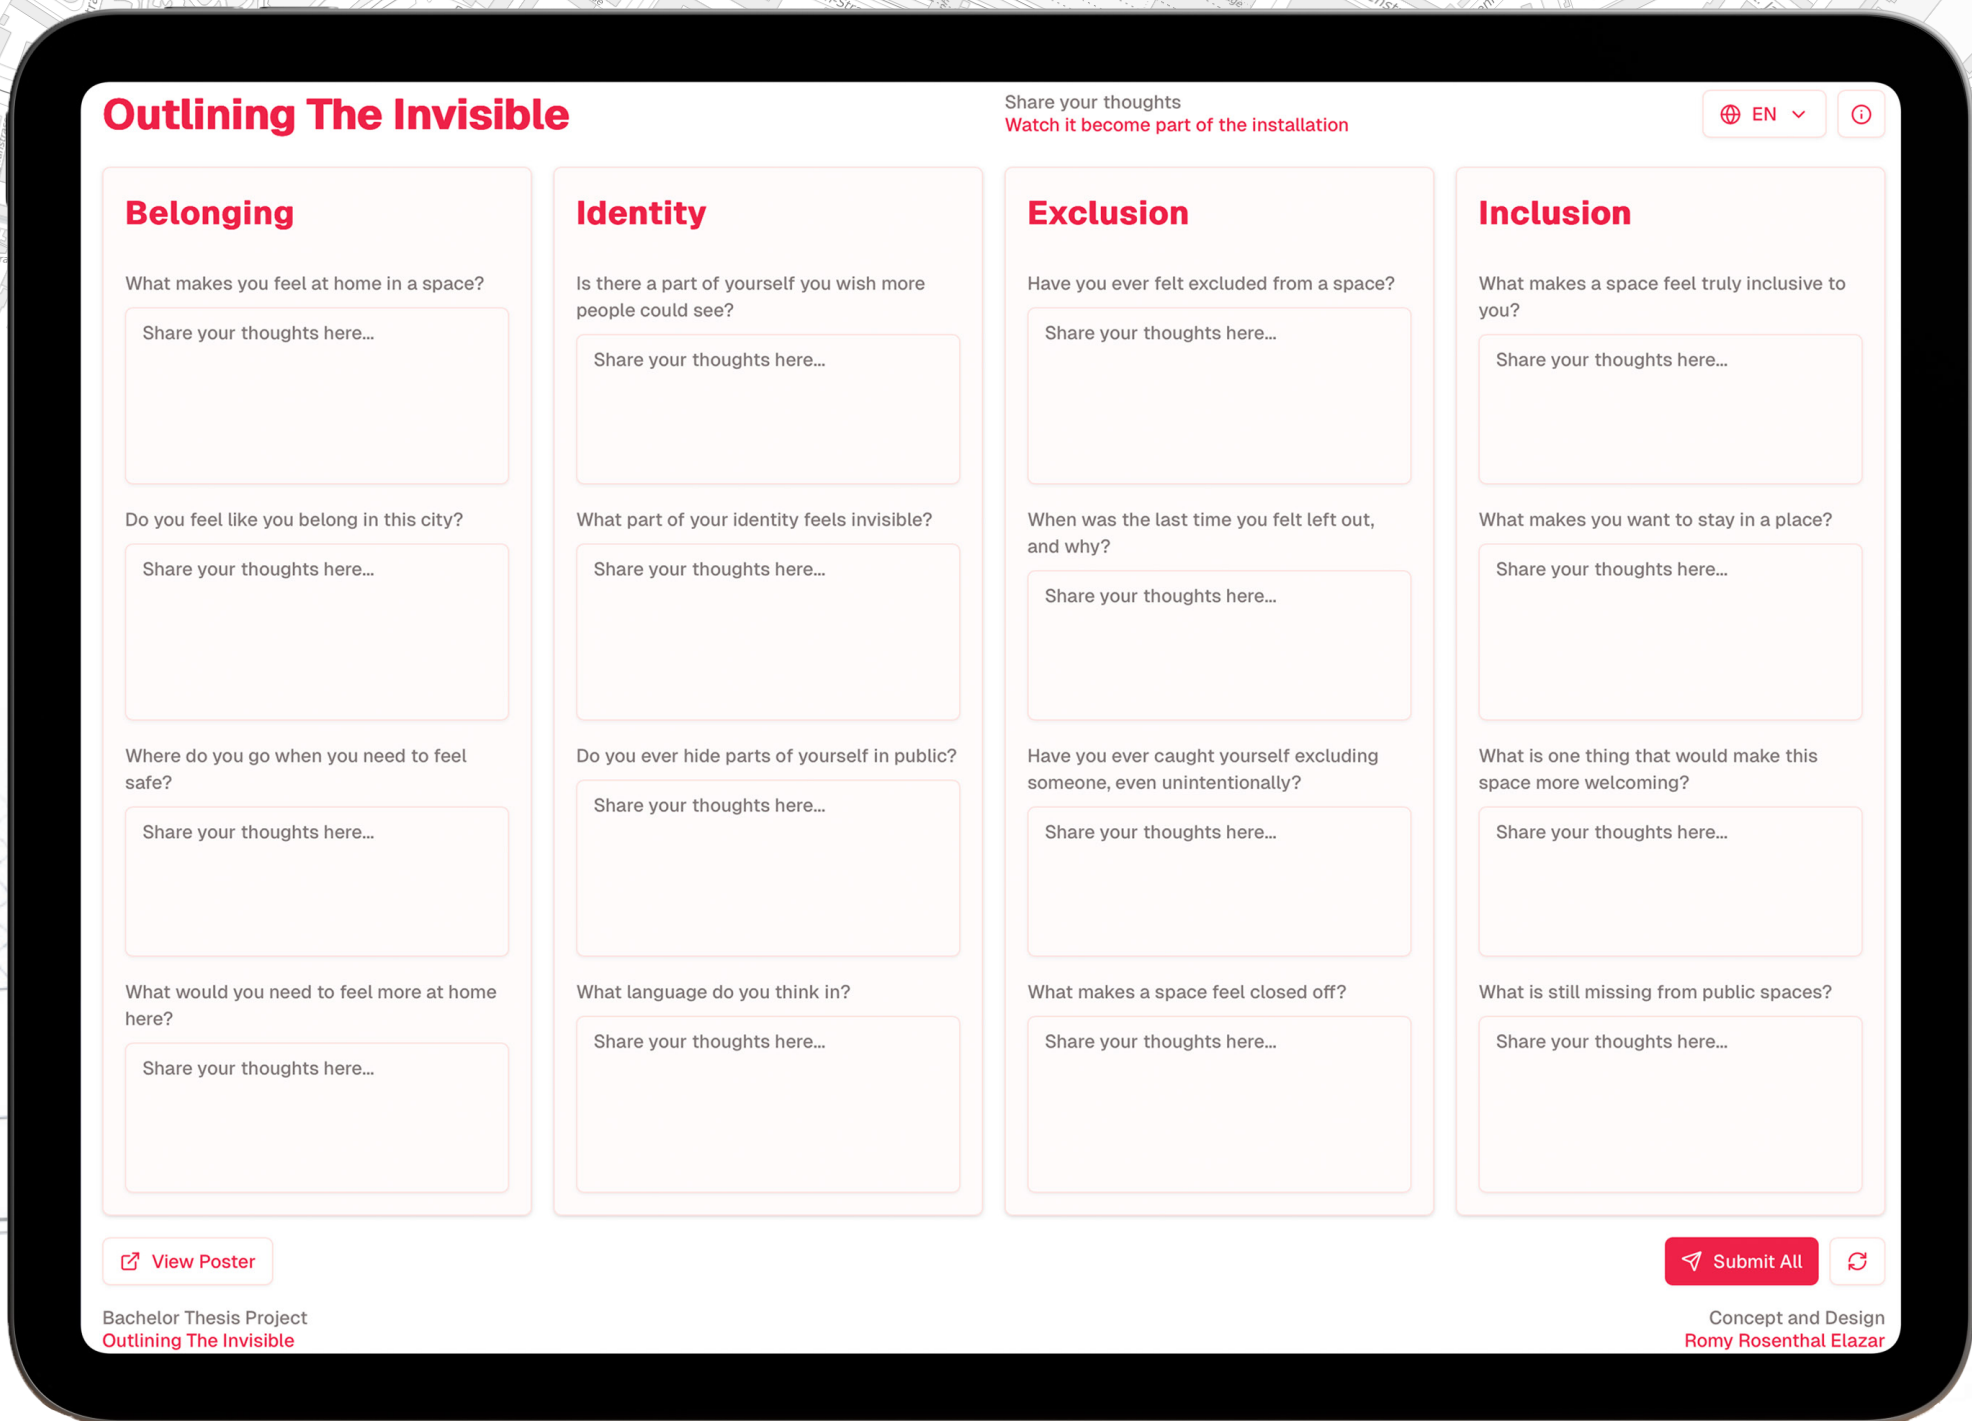 Outlining The Invisible
Share your thoughts
Watch it become part of the installation
EN
Belonging
What makes you feel at home in a space?
Share your thoughts here...
Do you feel like you belong in this city?
Share your thoughts here...
Where do you go when you need to feel
safe?
Share your thoughts here...
What would you need to feel more at home
here?
Share your thoughts here...
Identity
Is there a part of yourself you wish more
people could see?
Share your thoughts here...
What part of your identity feels invisible?
Share your thoughts here...
Do you ever hide parts of yourself in public?
Share your thoughts here...
What language do you think in?
Share your thoughts here...
Exclusion
Have you ever felt excluded from a space?
Share your thoughts here...
When was the last time you felt left out,
and why?
Share your thoughts here...
Have you ever caught yourself excluding
someone, even unintentionally?
Share your thoughts here...
What makes a space feel closed off?
Share your thoughts here...
Inclusion
What makes a space feel truly inclusive to
you?
Share your thoughts here...
What makes you want to stay in a place?
Share your thoughts here...
What is one thing that would make this
space more welcoming?
Share your thoughts here...
What is still missing from public spaces?
Share your thoughts here...
View Poster
Submit All
Bachelor Thesis Project
Outlining The Invisible
Concept and Design
Romy Rosenthal Elazar